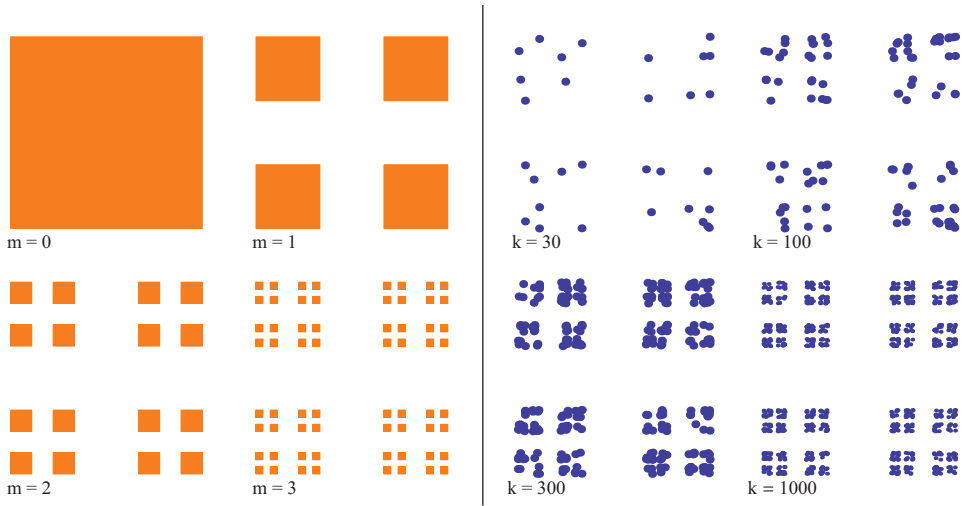 m = 0
m = 1
k = 30
k = 100
m = 2
m = 3
k = 300
k = 1000